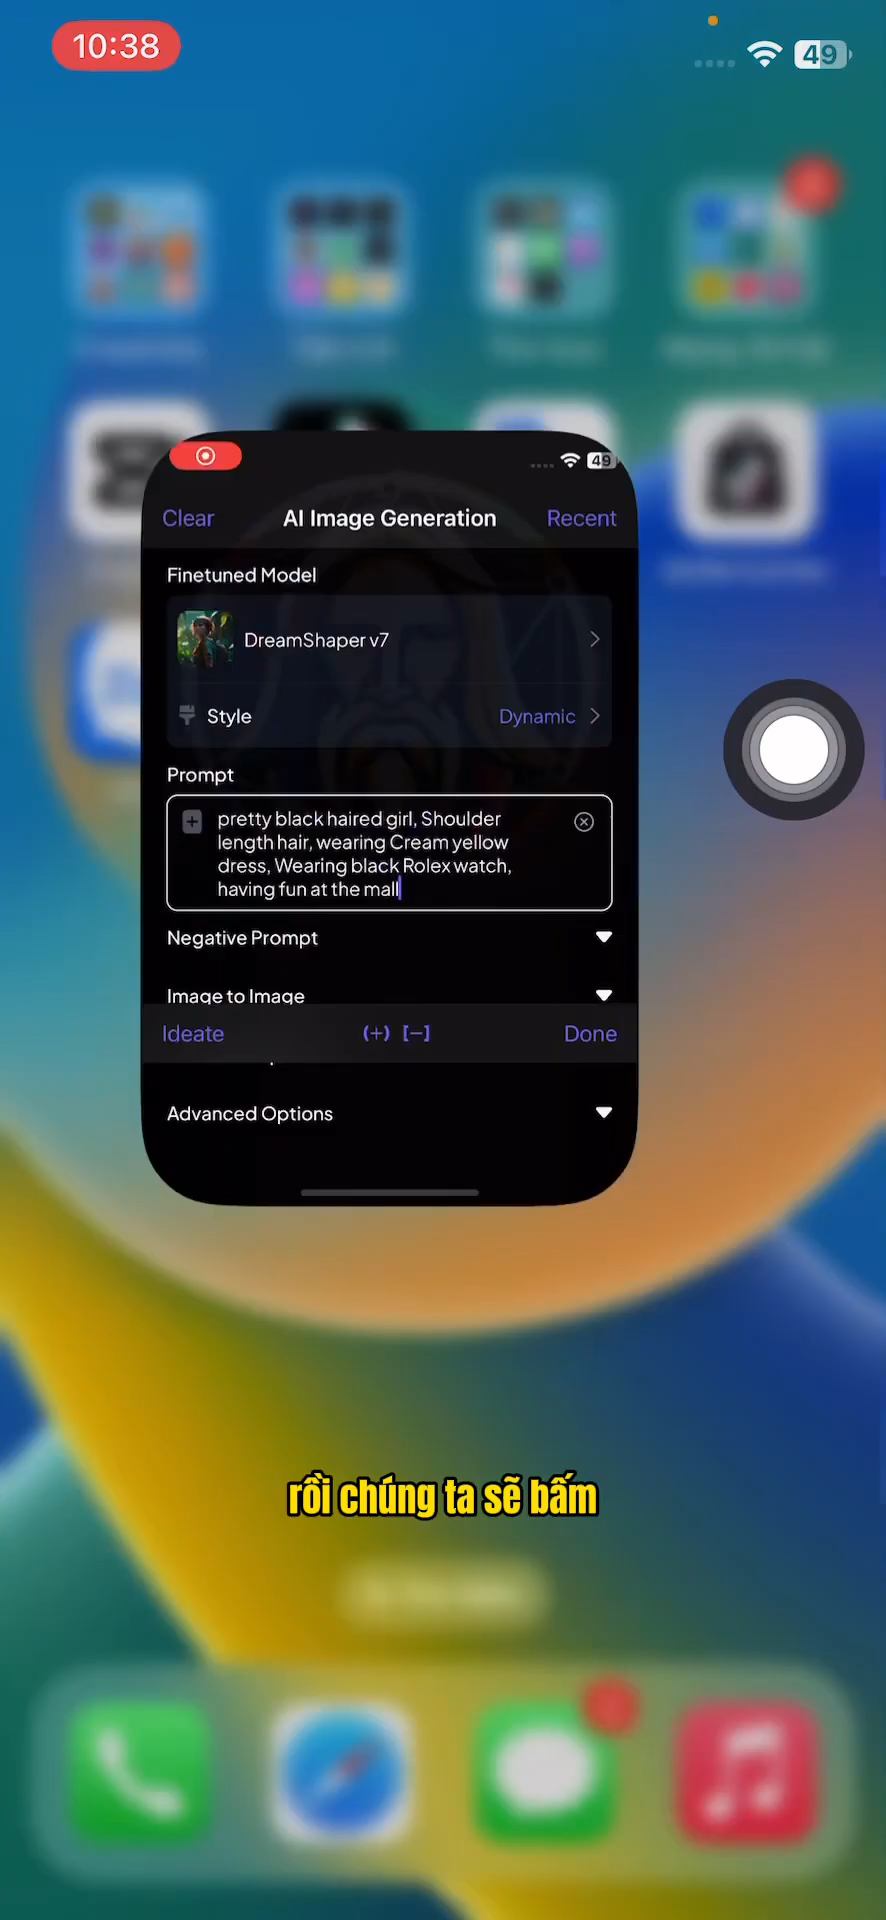 10:38
49
49
Clear
AI Image Generation
Recent
Finetuned Model
DreamShaper v7
Style
Dynamic
Prompt
pretty black haired girl, Shoulder
length hair, wearing Cream yellow
dress, Wearing black Rolex watch,
having fun at the mall
Negative Prompt
Image to Image
Ideate
(+) [−]
Done
Advanced Options
rồi chúng ta sẽ bấm